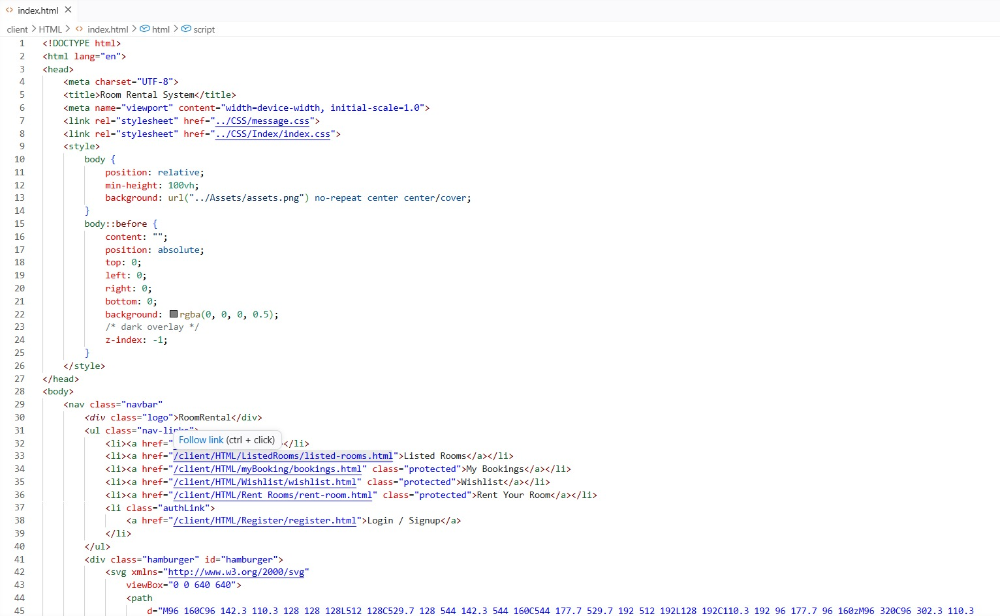 index.html
client > HTML > index.html > html > script
1 <!DOCTYPE html>
2 <html lang="en">
3 <head>
4 <meta charset="UTF-8">
5 <title>Room Rental System</title>
6 <meta name="viewport" content="width=device-width, initial-scale=1.0">
7 <link rel="stylesheet" href="../CSS/message.css">
8 <link rel="stylesheet" href="../CSS/Index/index.css">
9 <style>
10 body {
11 position: relative;
12 min-height: 100vh;
13 background: url("../Assets/assets.png") no-repeat center center/cover;
14 }
15 body::before {
16 content: "";
17 position: absolute;
18 top: 0;
19 left: 0;
20 right: 0;
21 bottom: 0;
22 background: rgba(0, 0, 0, 0.5);
23 /* dark overlay */
24 z-index: -1;
25 }
26 </style>
27 </head>
28 <body>
29 <nav class="navbar"
30 <div class="logo">RoomRental</div>
31 <ul class="nav-links">
Follow link (ctrl + click)
32 <li><a href=" </li>
33 <li><a href="/client/HTML/ListedRooms/listed-rooms.html">Listed Rooms</a></li>
34 <li><a href="/client/HTML/myBooking/bookings.html" class="protected">My Bookings</a></li>
35 <li><a href="/client/HTML/Wishlist/wishlist.html" class="protected">Wishlist</a></li>
36 <li><a href="/client/HTML/Rent Rooms/rent-room.html" class="protected">Rent Your Room</a></li>
37 <li class="authLink">
38 <a href="/client/HTML/Register/register.html">Login / Signup</a>
39 </li>
40 </ul>
41 <div class="hamburger" id="hamburger">
42 <svg xmlns="http://www.w3.org/2000/svg"
43 viewBox="0 0 640 640">
44 <path
45 d="M96 160C96 142.3 110.3 128 128 128L512 128C529.7 128 544 142.3 544 160C544 177.7 529.7 192 512 192L128 192C110.3 192 96 177.7 96 160zM96 320C96 302.3 110.3